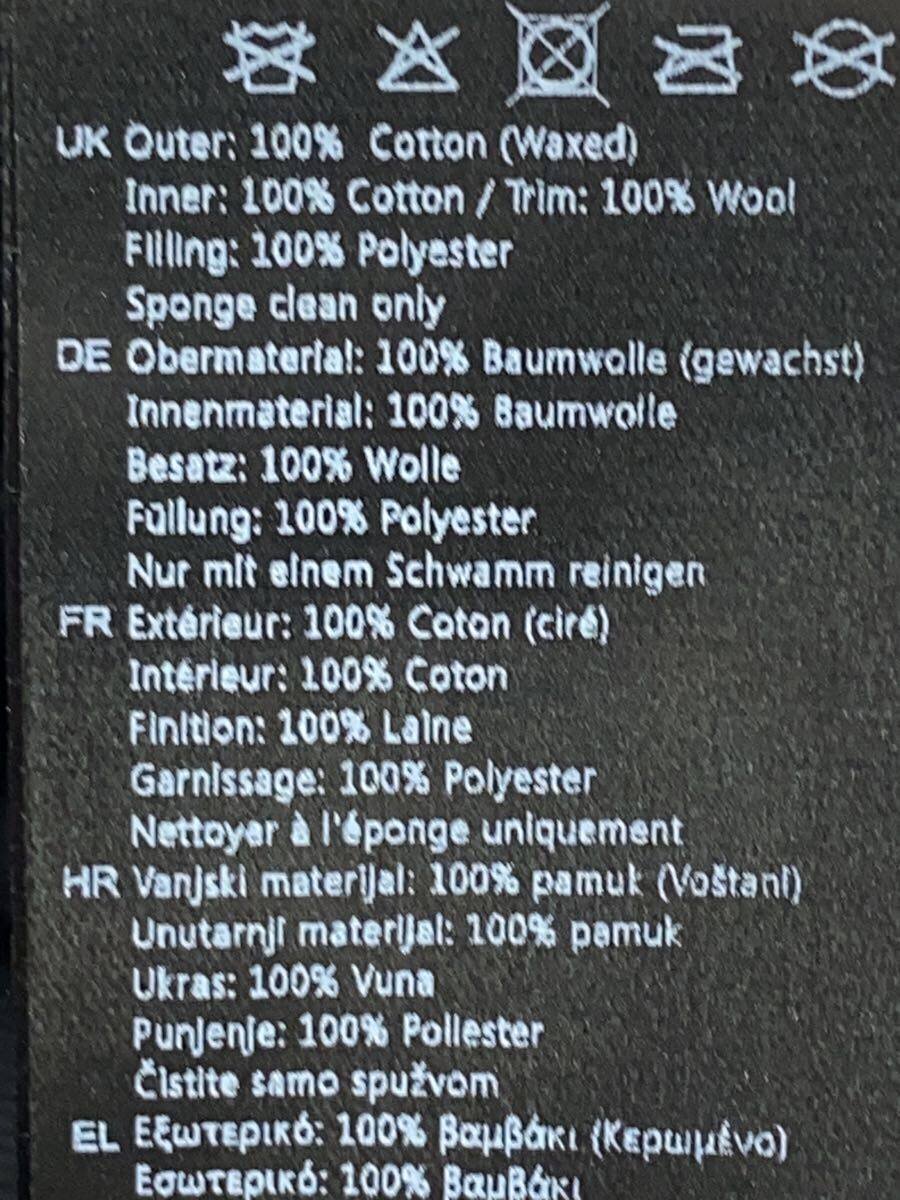 UK Outer: 100% Cotton (Waxed)
Inner: 100% Cotton / Trim: 100% Wool
Filling: 100% Polyester
Sponge clean only
DE Obermaterial: 100% Baumwolle (gewachst)
Innenmaterial: 100% Baumwolle
Besatz: 100% Wolle
Füllung: 100% Polyester
Nur mit einem Schwamm reinigen
FR Extérieur: 100% Coton (ciré)
Intérieur: 100% Coton
Finition: 100% Laine
Garnissage: 100% Polyester
Nettoyer à l'éponge uniquement
HR Vanjski materijal: 100% pamuk (Voštani)
Unutarnji materijal: 100% pamuk
Ukras: 100% Vuna
Punjenje: 100% Poliester
Čistite samo spužvom
EL Εξωτερικό: 100% βαμβάκι (Κερωμένο)
Εσωτερικό: 100% βαμβάκι